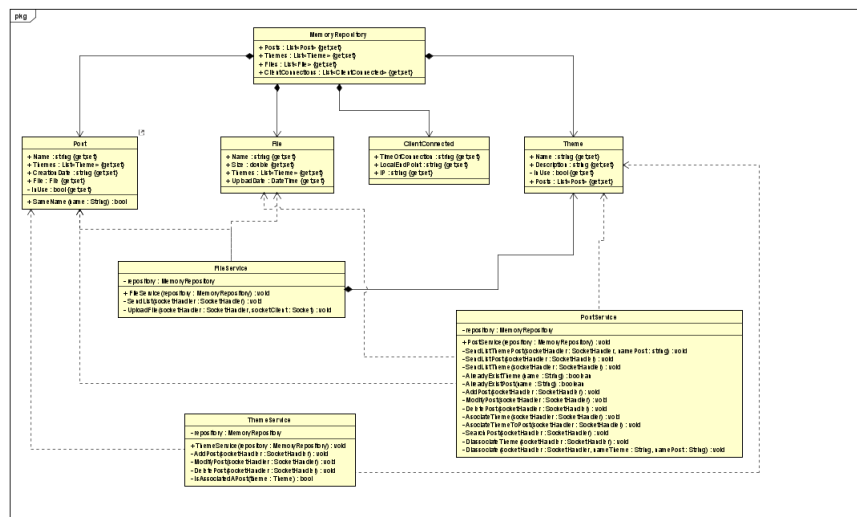 pkg
MemoryRepository
+ Posts : List<Post> {get;set}
+ Themes : List<Theme> {get;set}
+ Files : List<File> {get;set}
+ ClientConnections : List<ClientConnected> {get;set}
Post
+ Name : string {get;set}
+ Themes : List<Theme> {get;set}
+ CreationDate : string {get;set}
+ File : File {get;set}
- InUse : bool {get;set}
+ SameName(name : String) : bool
File
+ Name : string {get;set}
+ Size : double {get;set}
+ Themes : List<Theme> {get;set}
+ UploadDate : DateTime {get;set}
ClientConnected
+ TimeOfConnection : string {get;set}
+ LocalEndPoint : string {get;set}
+ IP : string {get;set}
Theme
+ Name : string {get;set}
+ Description : string {get;set}
- InUse : bool {get;set}
+ Posts : List<Post> {get;set}
FileService
- repository : MemoryRepository
+ FileService(repository : MemoryRepository) : void
- SendList(socketHandler : SocketHandler) : void
- UploadFile(socketHandler : SocketHandler, socketClient : Socket) : void
PostService
- repository : MemoryRepository
+ PostService(repository : MemoryRepository) : void
- SendListThemePost(socketHandler : SocketHandler, namePost : string) : void
- SendListPost(socketHandler : SocketHandler) : void
- SendListTheme(socketHandler : SocketHandler) : void
- AlreadyExistTheme(name : String) : boolean
- AlreadyExistPost(name : String) : boolean
- AddPost(socketHandler : SocketHandler) : void
- ModifyPost(socketHandler : SocketHandler) : void
- DeletePost(socketHandler : SocketHandler) : void
- AsociateTheme(socketHandler : SocketHandler) : void
- AsociateThemeToPost(socketHandler : SocketHandler) : void
- SearchPost(socketHandler : SocketHandler) : void
- DisassociateTheme(socketHandler : SocketHandler) : void
- Disassociate(socketHandler : SocketHandler, nameTheme : String, namePost : String) : void
ThemeService
- repository : MemoryRepository
+ ThemeService(repository : MemoryRepository) : void
- AddPost(socketHandler : SocketHandler) : void
- ModifyPost(socketHandler : SocketHandler) : void
- DeletePost(socketHandler : SocketHandler) : void
- IsAssociatedAPost(theme : Theme) : bool